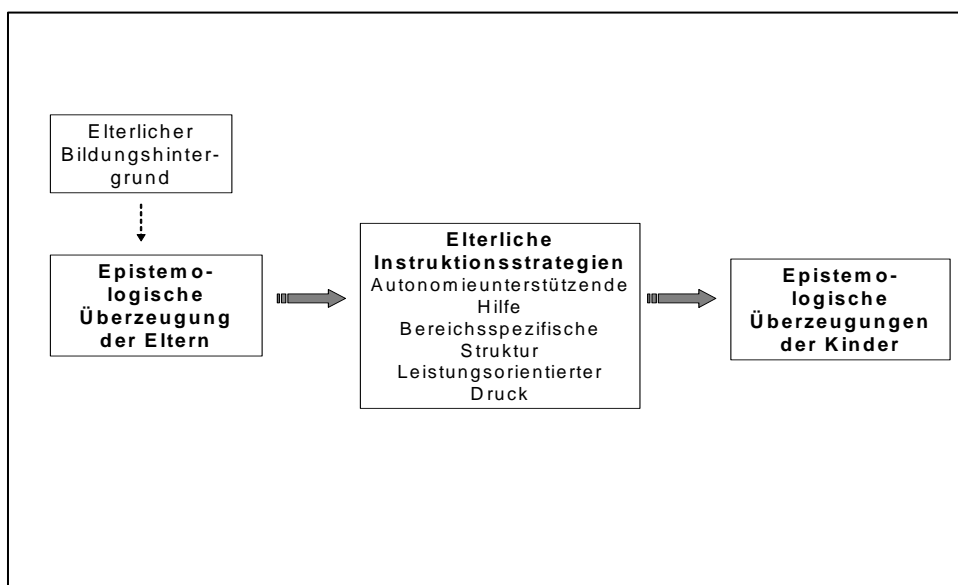 Elterlicher
Bildungshinter-
grund
Epistemo-
logische
Überzeugung
der Eltern
Elterliche
Instruktionsstrategien
Autonomieunterstützende
Hilfe
Bereichsspezifische
Struktur
Leistungsorientierter
Druck
Epistemo-
logische
Überzeugungen
der Kinder